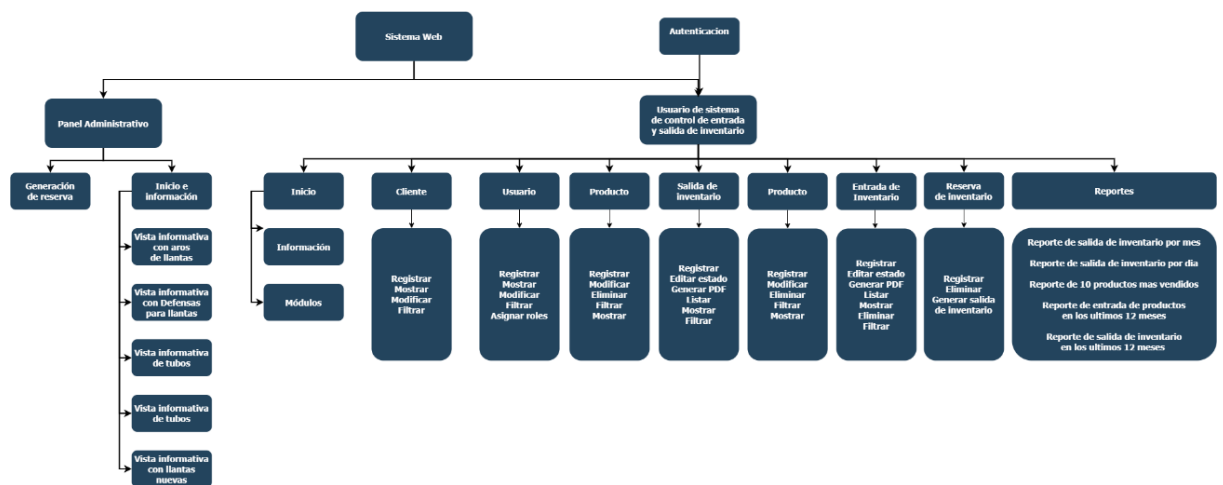 Sistema Web
Autenticacion
Panel Administrativo
Usuario de sistema
de control de entrada
y salida de inventario
Generación
de reserva
Inicio e
información
Inicio
Cliente
Usuario
Producto
Salida de
inventario
Producto
Entrada de
Inventario
Reserva
de inventario
Reportes
Vista informativa
con aros
de llantas
Vista informativa
con Defensas
para llantas
Vista informativa
de tubos
Vista informativa
de tubos
Vista informativa
con llantas
nuevas
Información
Módulos
Registrar
Mostrar
Modificar
Filtrar
Registrar
Mostrar
Modificar
Filtrar
Asignar roles
Registrar
Modificar
Eliminar
Filtrar
Mostrar
Registrar
Editar estado
Generar PDF
Listar
Mostrar
Filtrar
Registrar
Modificar
Eliminar
Filtrar
Mostrar
Registrar
Editar estado
Generar PDF
Listar
Mostrar
Eliminar
Filtrar
Registrar
Eliminar
Generar salida
de inventario
Reporte de salida de inventario por mes
Reporte de salida de inventario por dia
Reporte de 10 productos mas vendidos
Reporte de entrada de productos
en los ultimos 12 meses
Reporte de salida de inventario
en los ultimos 12 meses